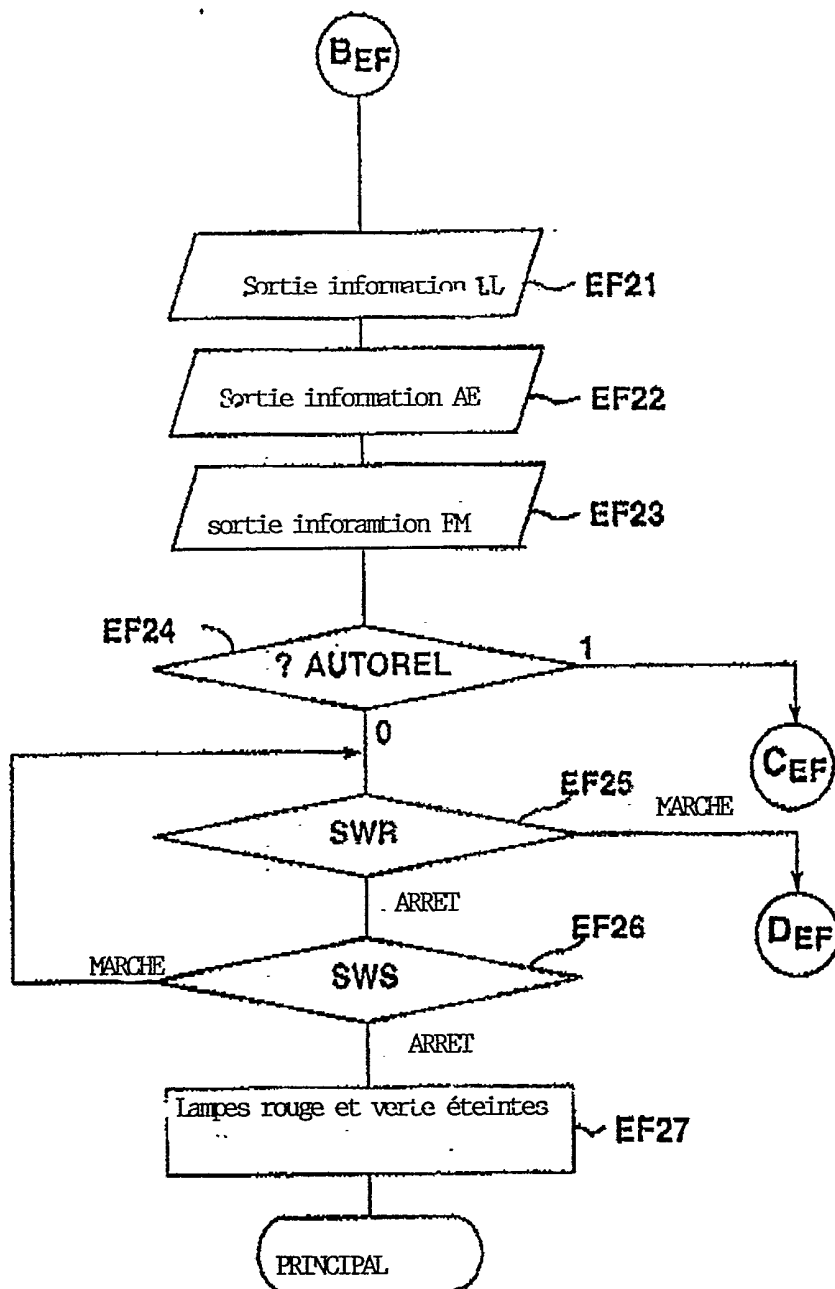 BEF
Sortie information LL
EF21
Sortie information AE
EF22
sortie inforamtion FM
EF23
EF24
? AUTOREL
1
0
CEF
EF25
MARCHE
SWR
ARRET
DEF
EF26
MARCHE
SWS
ARRET
Lampes rouge et verte éteintes
EF27
PRINCIPAL